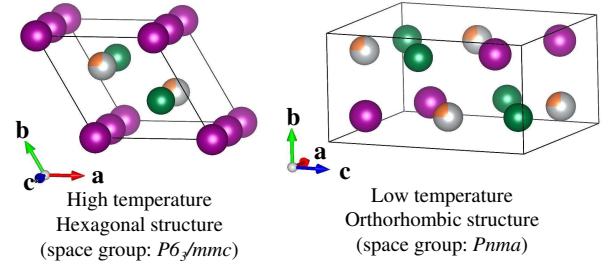 b
c
a
High temperature
Hexagonal structure
(space group: P6₃/mmc)
b
a
c
Low temperature
Orthorhombic structure
(space group: Pnma)